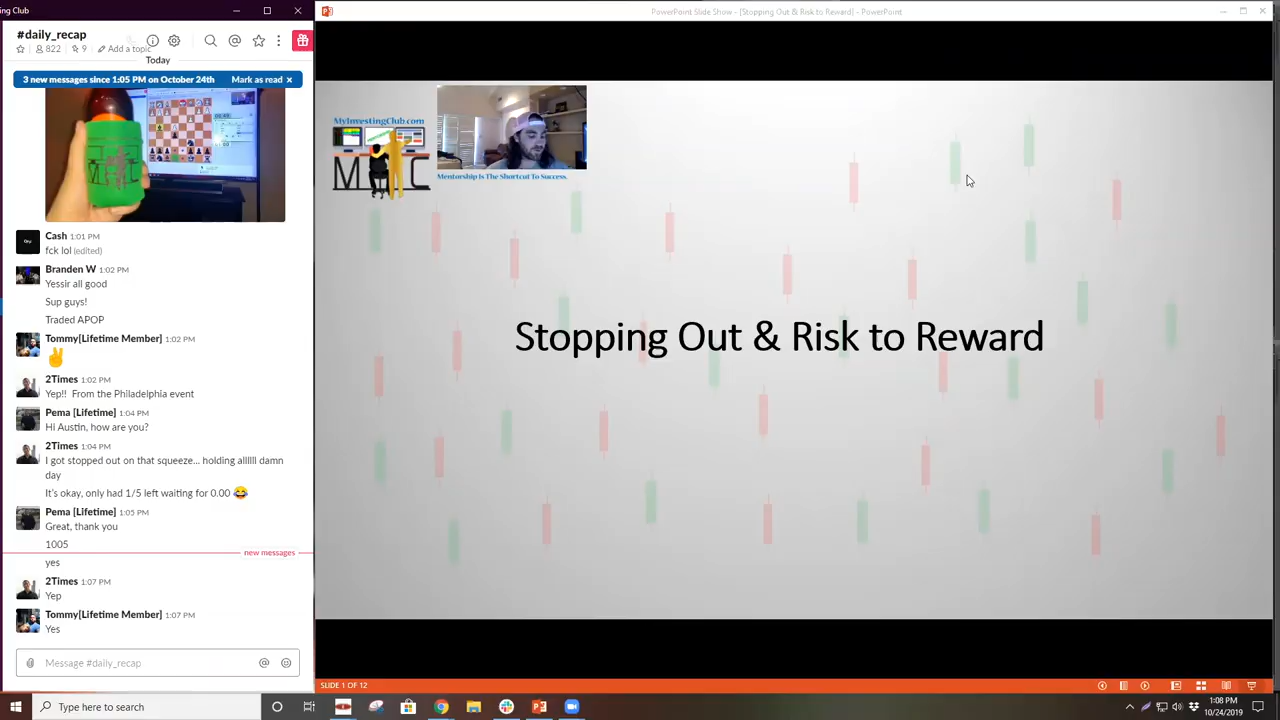 ing Club
#daily_recap
822
9
Add a topic
Today
3 new messages since 1:05 PM on October 24th Mark as read ×
Cash 1:01 PM
fck lol (edited)
Branden W 1:02 PM
Yessir all good
Sup guys!
Traded APOP
Tommy[Lifetime Member] 1:02 PM
2Times 1:02 PM
Yep!! From the Philadelphia event
Pema [Lifetime] 1:04 PM
Hi Austin, how are you?
2Times 1:04 PM
I got stopped out on that squeeze... holding allllll damn
day
It's okay, only had 1/5 left waiting for 0.00 😂
Pema [Lifetime] 1:05 PM
Great, thank you
1005
new messages
yes
2Times 1:07 PM
Yep
Tommy[Lifetime Member] 1:07 PM
Yes
Message #daily_recap
PowerPoint Slide Show - [Stopping Out & Risk to Reward] - PowerPoint
MyInvestingClub.com
MIC
Mentorship Is The Shortcut To Success.
Stopping Out & Risk to Reward
SLIDE 1 OF 12
Type here to search
1:08 PM
10/24/2019